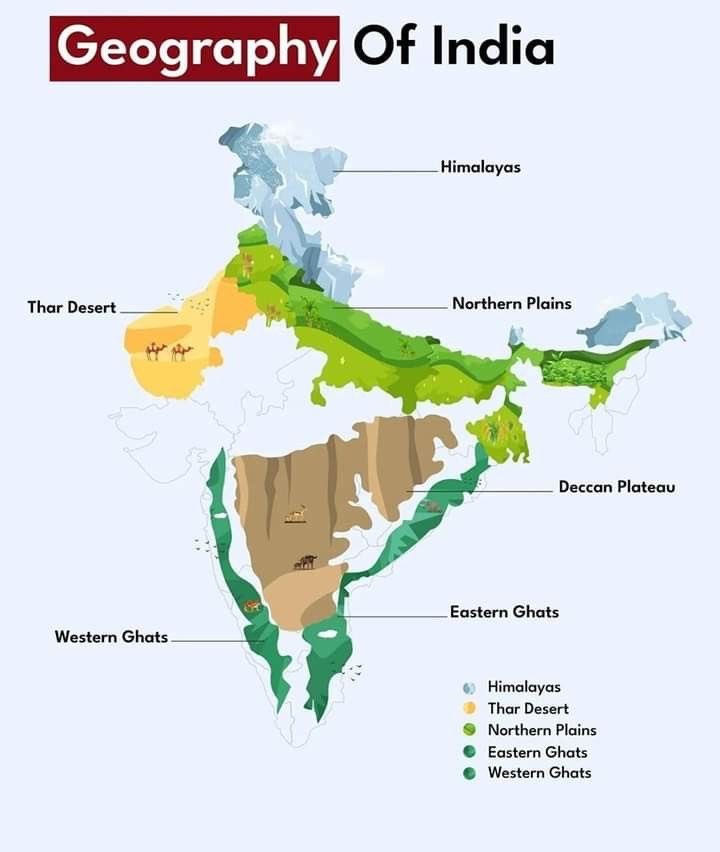 Geography Of India
Himalayas
Thar Desert
Northern Plains
Deccan Plateau
Eastern Ghats
Western Ghats
Himalayas
Thar Desert
Northern Plains
Eastern Ghats
Western Ghats